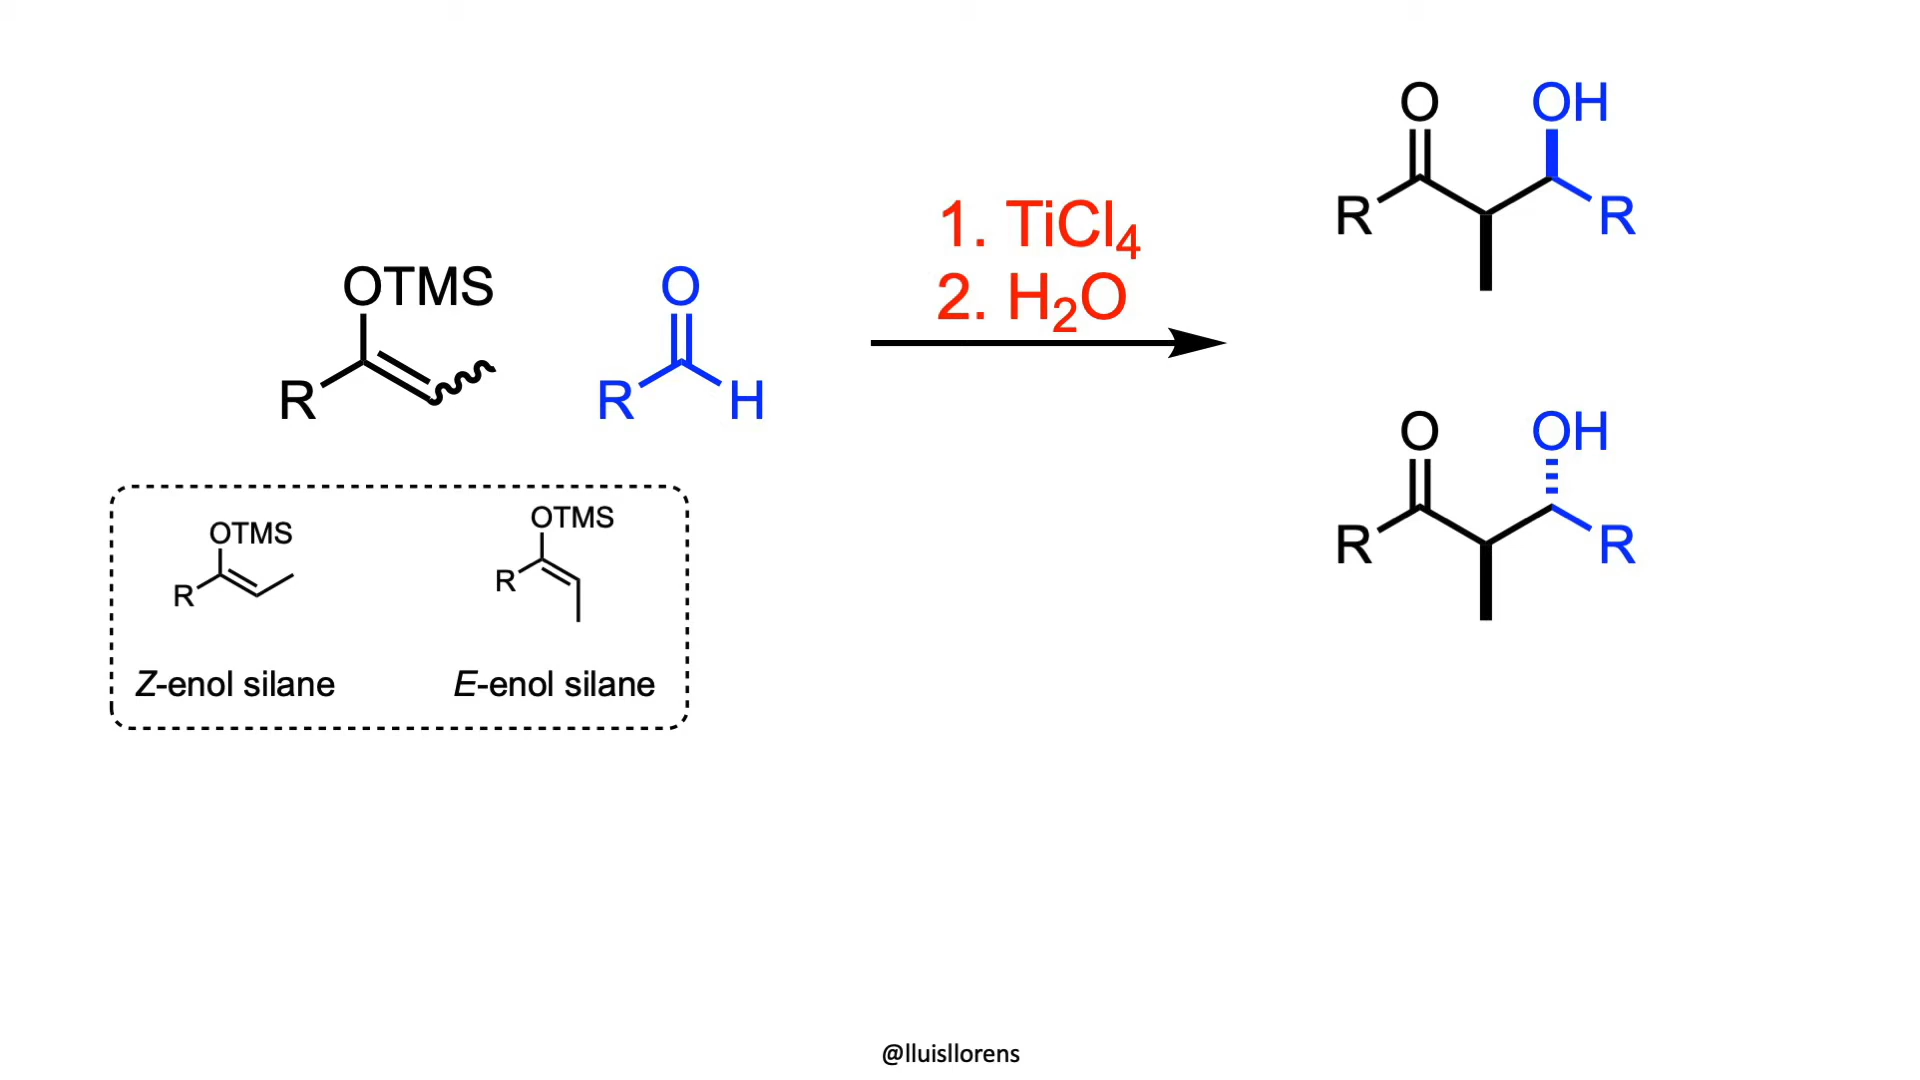 OTMS
R
O
R
H
1. TiCl4
2. H2O
O
OH
R
R
O
OH
R
R
OTMS
R
Z-enol silane
OTMS
R
E-enol silane
@lluisllorens